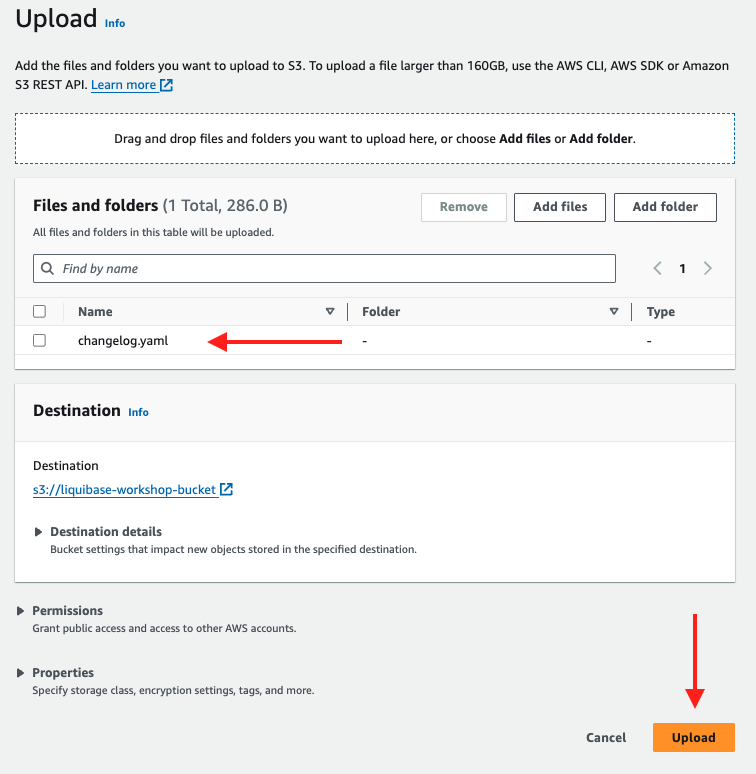 Upload Info
Add the files and folders you want to upload to S3. To upload a file larger than 160GB, use the AWS CLI, AWS SDK or Amazon
S3 REST API. Learn more
Drag and drop files and folders you want to upload here, or choose Add files or Add folder.
Files and folders (1 Total, 286.0 B)
Remove
Add files
Add folder
All files and folders in this table will be uploaded.
Find by name
1
Name Folder Type
changelog.yaml - -
Destination Info
Destination
s3://liquibase-workshop-bucket
Destination details
Bucket settings that impact new objects stored in the specified destination.
Permissions
Grant public access and access to other AWS accounts.
Properties
Specify storage class, encryption settings, tags, and more.
Cancel Upload